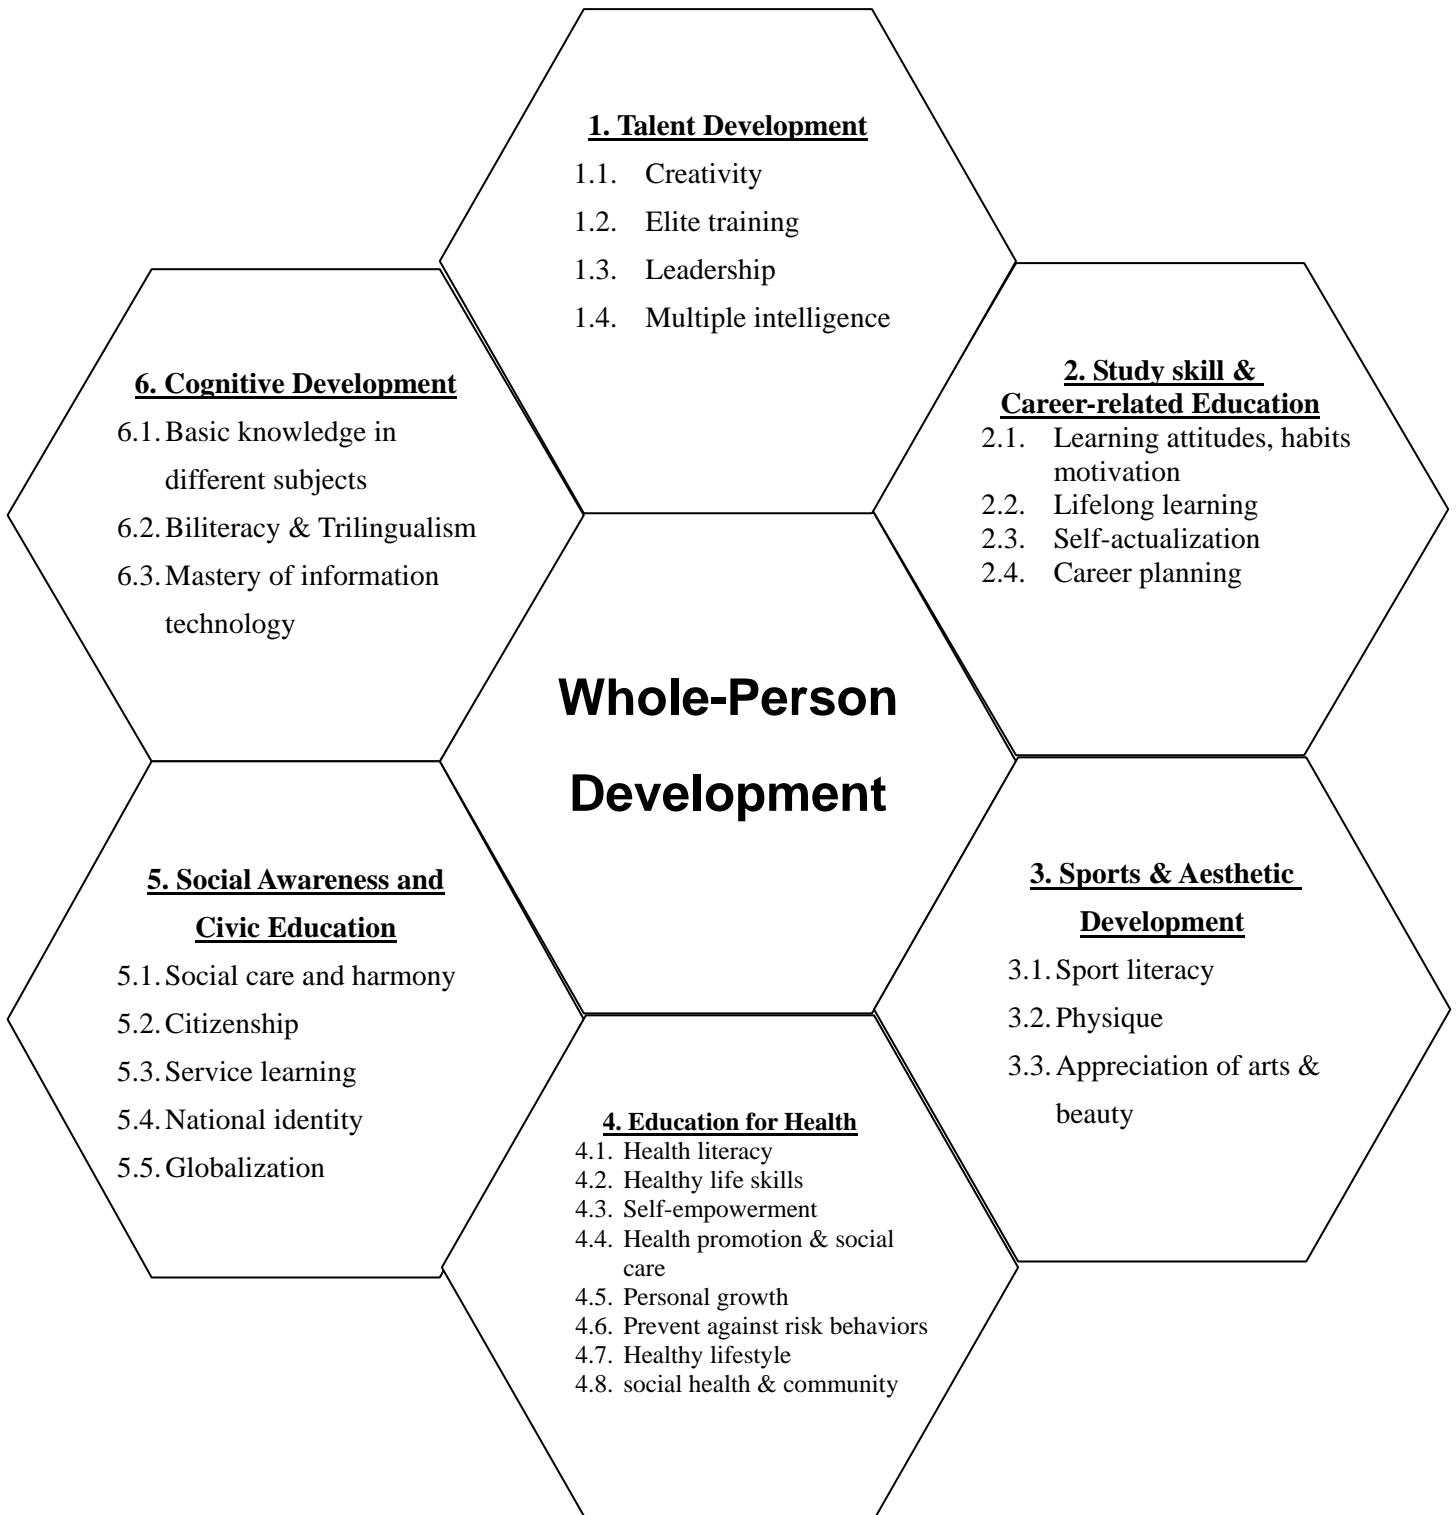 1. Talent Development
1.1. Creativity
1.2. Elite training
1.3. Leadership
1.4. Multiple intelligence
2. Study skill &
Career-related Education
2.1. Learning attitudes, habits
motivation
2.2. Lifelong learning
2.3. Self-actualization
2.4. Career planning
6. Cognitive Development
6.1. Basic knowledge in
different subjects
6.2. Biliteracy & Trilingualism
6.3. Mastery of information
technology
Whole-Person
Development
3. Sports & Aesthetic
Development
3.1. Sport literacy
3.2. Physique
3.3. Appreciation of arts &
beauty
5. Social Awareness and
Civic Education
5.1. Social care and harmony
5.2. Citizenship
5.3. Service learning
5.4. National identity
5.5. Globalization
4. Education for Health
4.1. Health literacy
4.2. Healthy life skills
4.3. Self-empowerment
4.4. Health promotion & social
care
4.5. Personal growth
4.6. Prevent against risk behaviors
4.7. Healthy lifestyle
4.8. social health & community